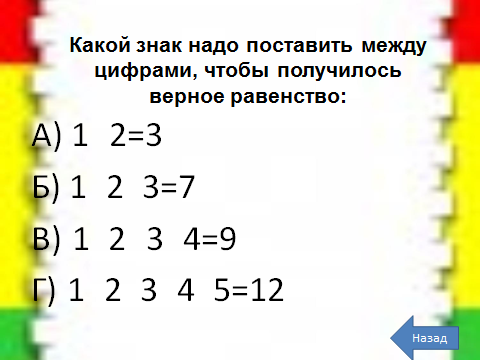 Какой знак надо поставить между
цифрами, чтобы получилось
верное равенство:
А) 1 2=3
Б) 1 2 3=7
В) 1 2 3 4=9
Г) 1 2 3 4 5=12
Назад